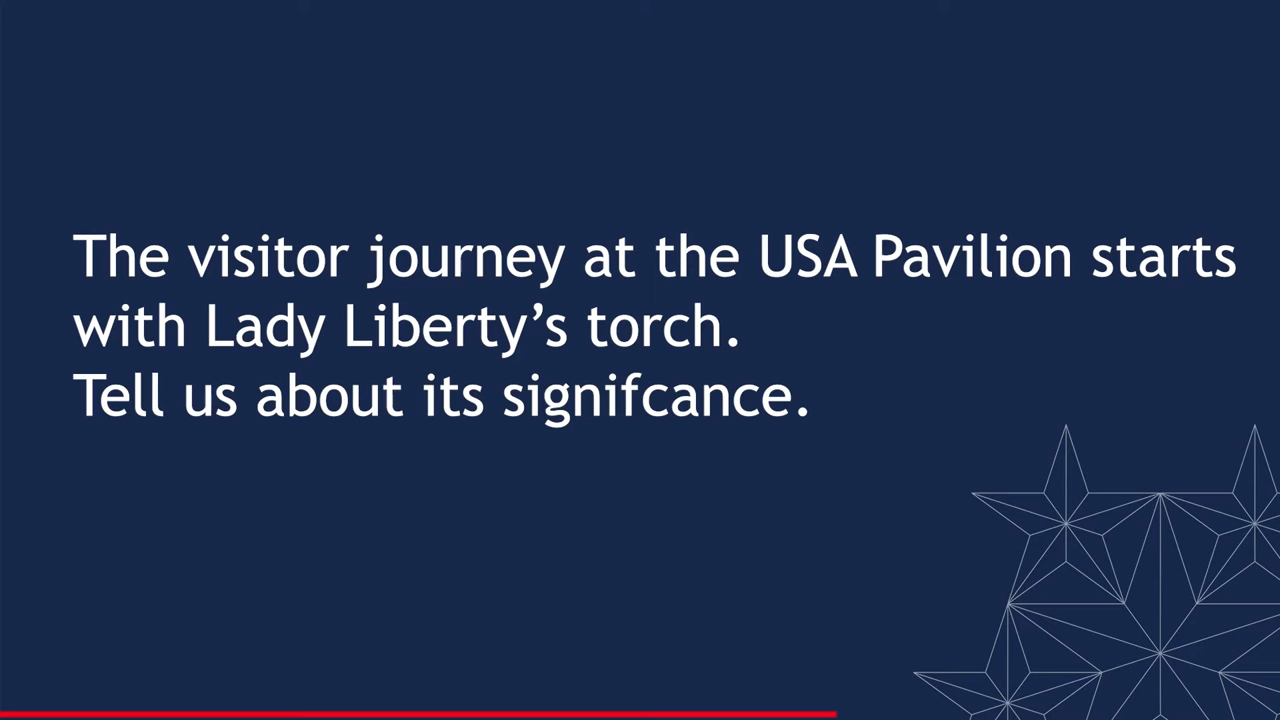 The visitor journey at the USA Pavilion starts
with Lady Liberty’s torch.
Tell us about its signifcance.